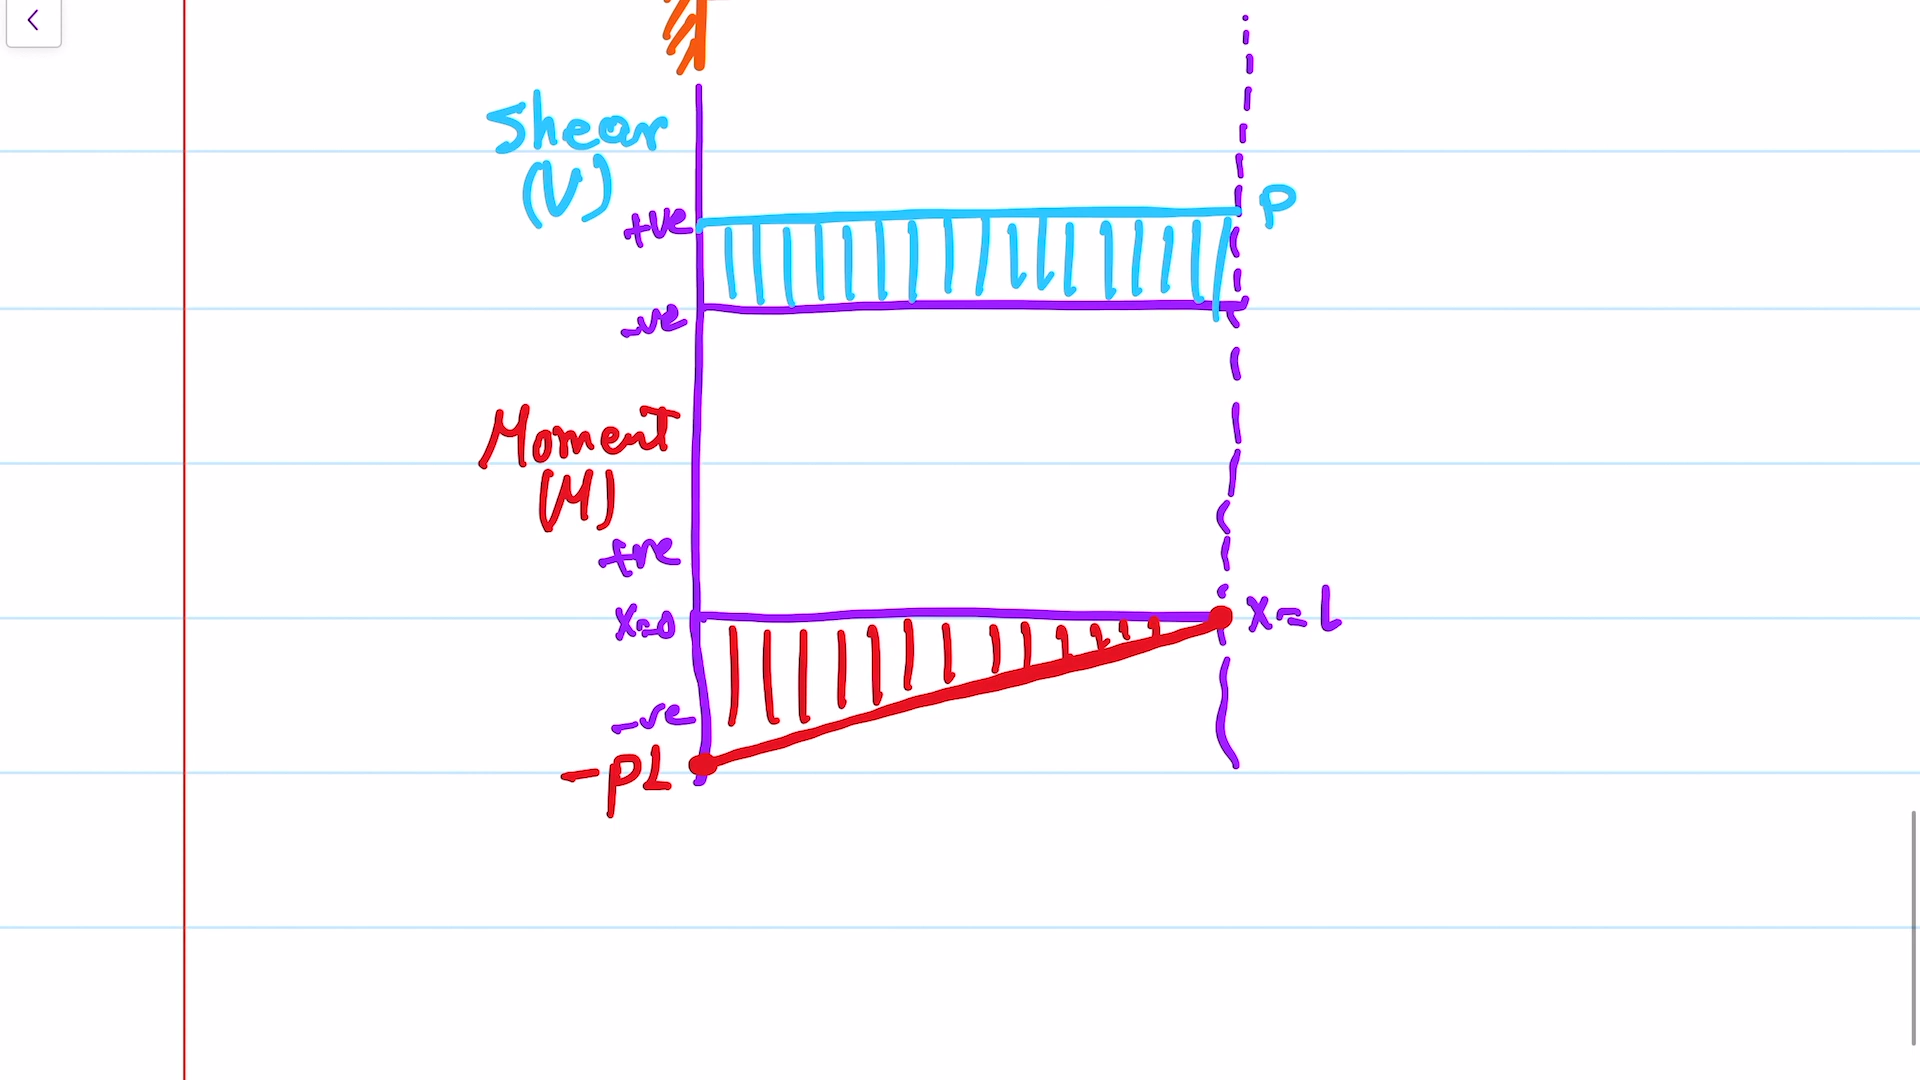 Shear
(V)
P
+ve
-ve
Moment
(M)
+ve
x=0
x=L
-ve
-PL